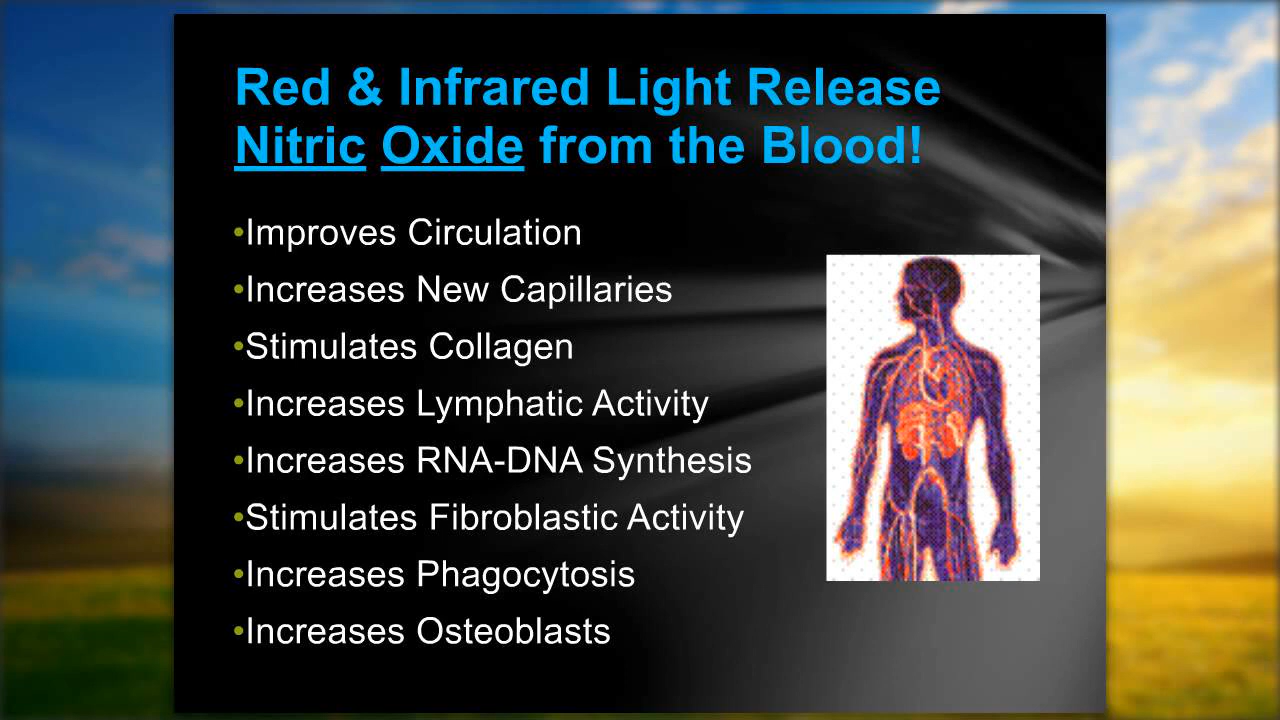 Red & Infrared Light Release
Nitric Oxide from the Blood!
•Improves Circulation
•Increases New Capillaries
•Stimulates Collagen
•Increases Lymphatic Activity
•Increases RNA-DNA Synthesis
•Stimulates Fibroblastic Activity
•Increases Phagocytosis
•Increases Osteoblasts